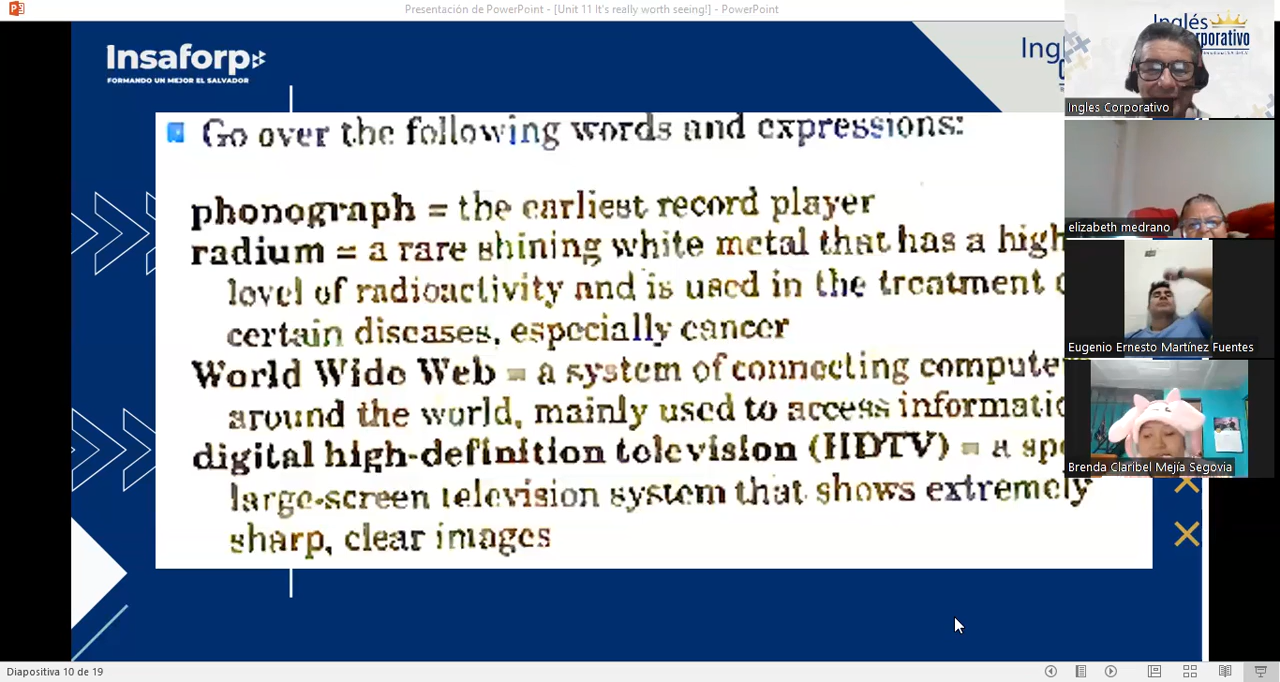 Presentación de PowerPoint - [Unit 11 It's really worth seeing!] - PowerPoint
Insaforp
FORMANDO UN MEJOR EL SALVADOR
Inglés
Corporativo
Go over the following words and expressions:
phonograph = the earliest record player
radium = a rare shining white metal that has a high
level of radioactivity and is used in the treatment
certain diseases, especially cancer
World Wide Web = a system of connecting
around the world, mainly used to access
digital high-definition television (HDTV) = a
large-screen television system that shows extremely
sharp, clear images
Ingles Corporativo
elizabeth medrano
Eugenio Ernesto Martínez Fuentes
Brenda Claribel Mejía Segovia
Diapositiva 10 de 19